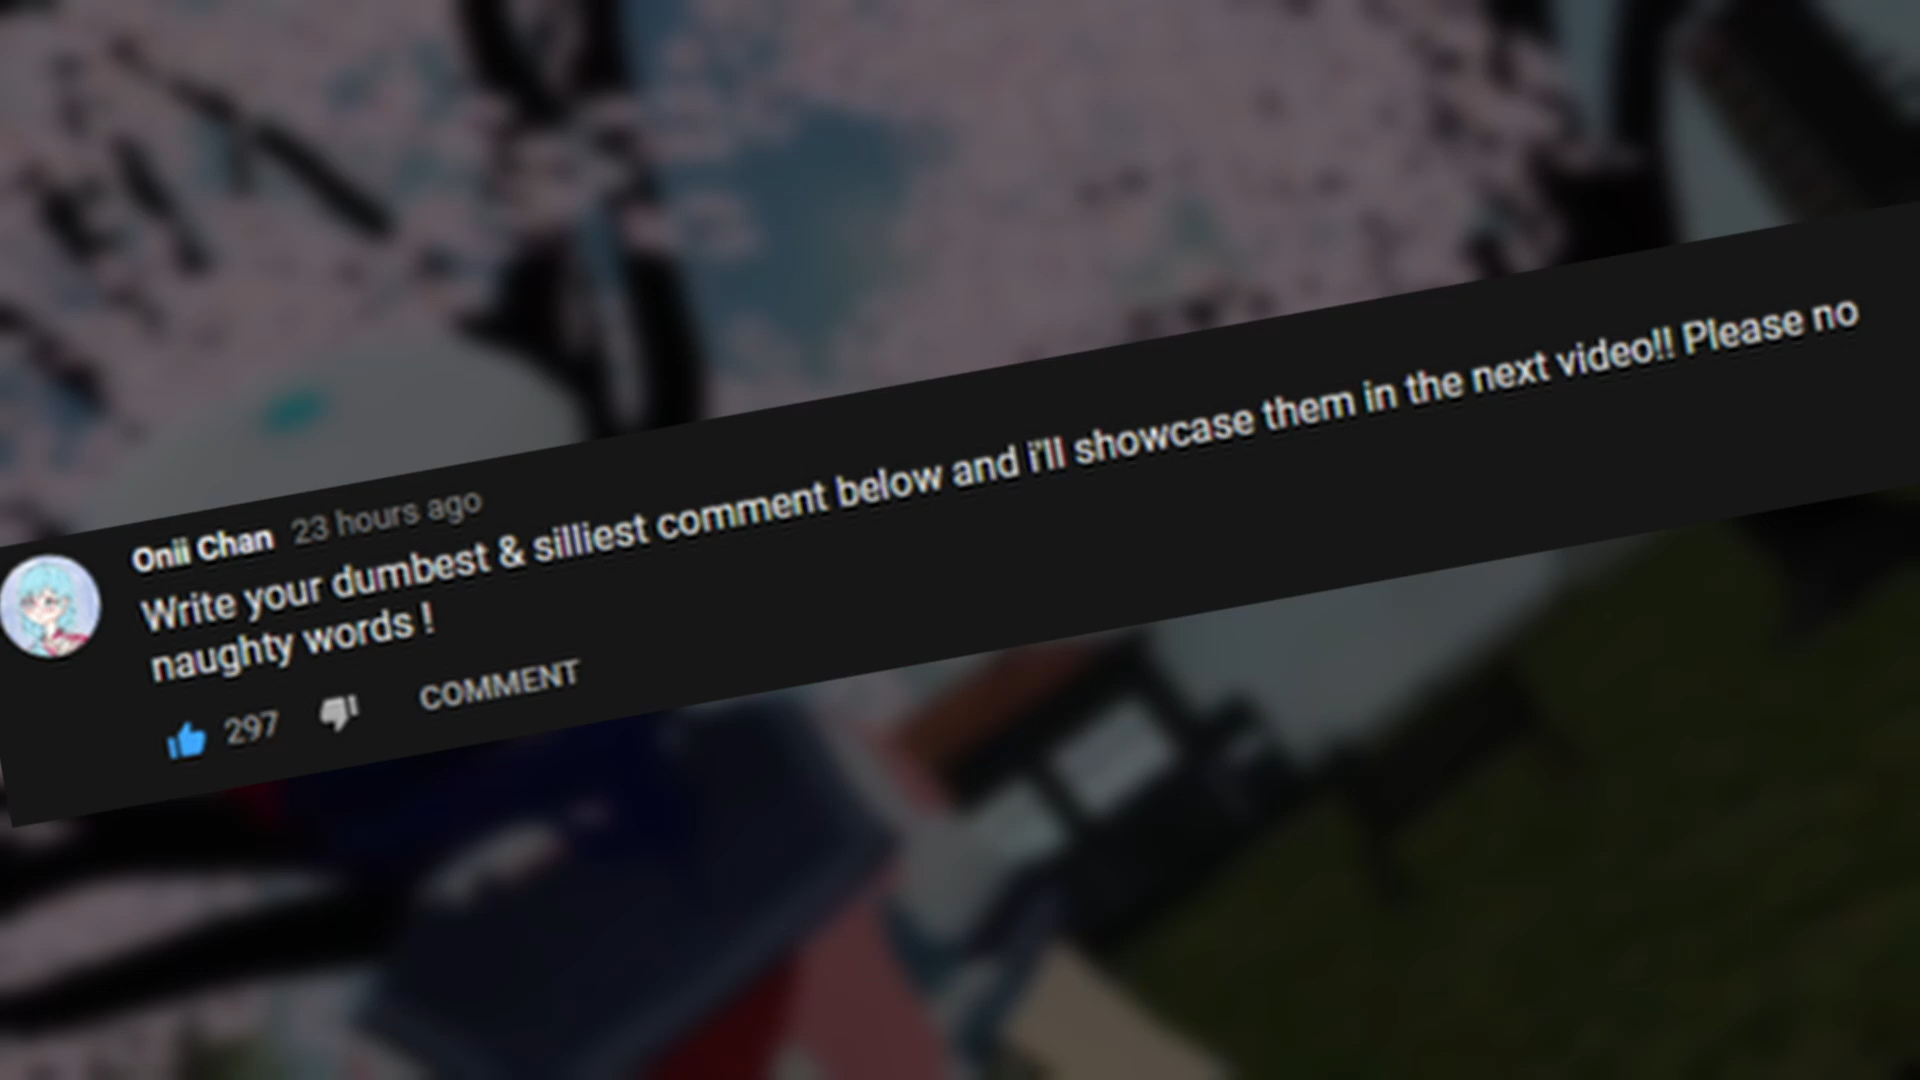 Onii Chan 23 hours ago
Write your dumbest & silliest comment below and i'll showcase them in the next video!! Please no
naughty words !
297 COMMENT